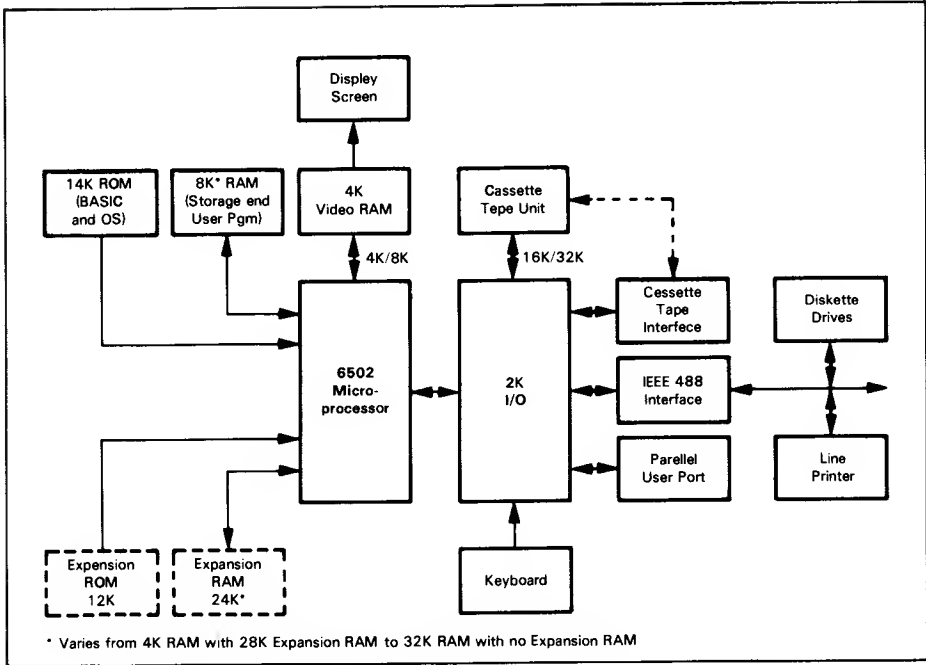 Display
Screen
14K ROM
(BASIC
and OS)
8K* RAM
(Storage end
User Pgm)
4K
Video RAM
Cassette
Tape Unit
4K/8K
16K/32K
Cessette
Tape
Interfece
Diskette
Drives
6502
Micro-
processor
2K
I/O
IEEE 488
Interface
Parellel
User Port
Line
Printer
Expension
ROM
12K
Expansion
RAM
24K*
Keyboard
* Varies from 4K RAM with 28K Expansion RAM to 32K RAM with no Expansion RAM